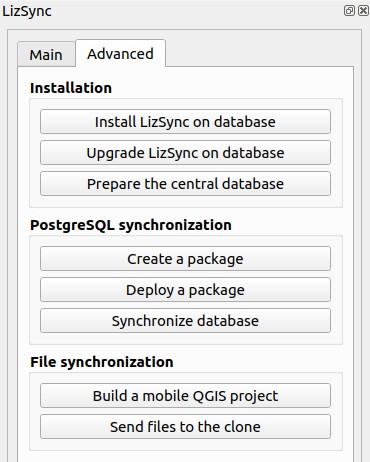 LizSync
Main
Advanced
Installation
Install LizSync on database
Upgrade LizSync on database
Prepare the central database
PostgreSQL synchronization
Create a package
Deploy a package
Synchronize database
File synchronization
Build a mobile QGIS project
Send files to the clone